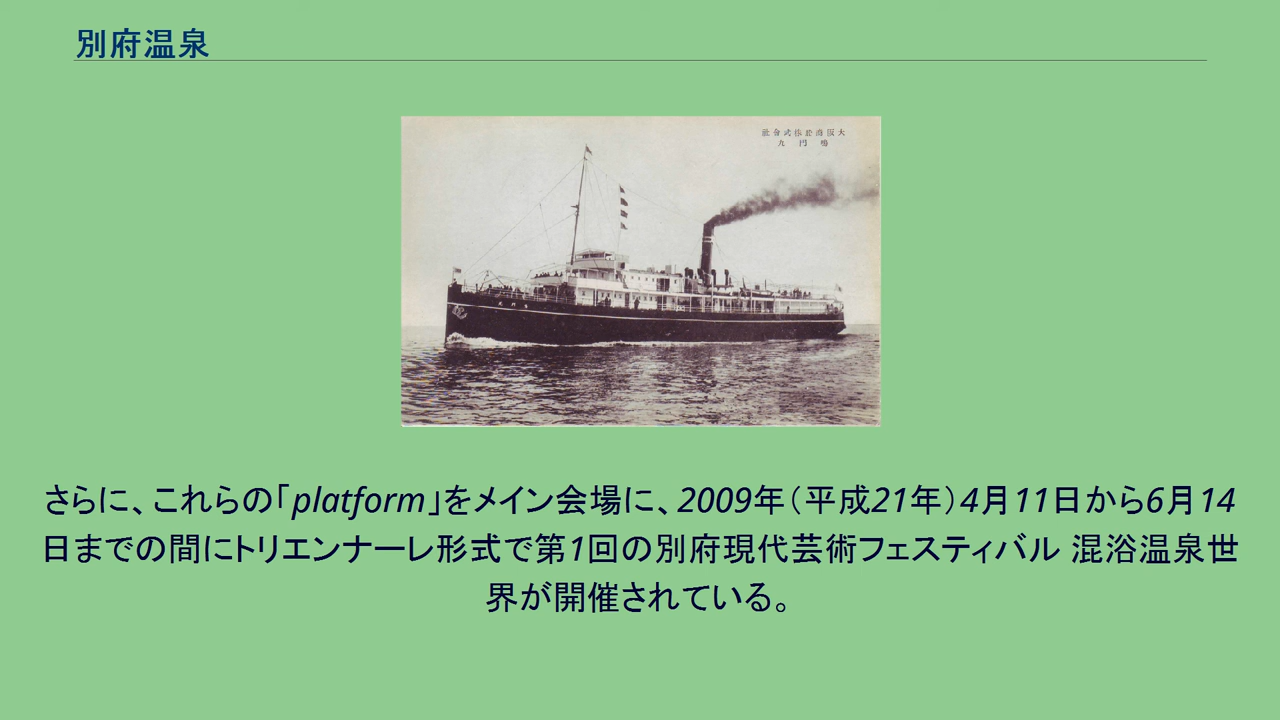 別府温泉
大阪商船株式會社
鳴門丸
さらに、これらの「platform」をメイン会場に、2009年（平成21年）4月11日から6月14
日までの間にトリエンナーレ形式で第1回の別府現代芸術フェスティバル 混浴温泉世
界が開催されている。